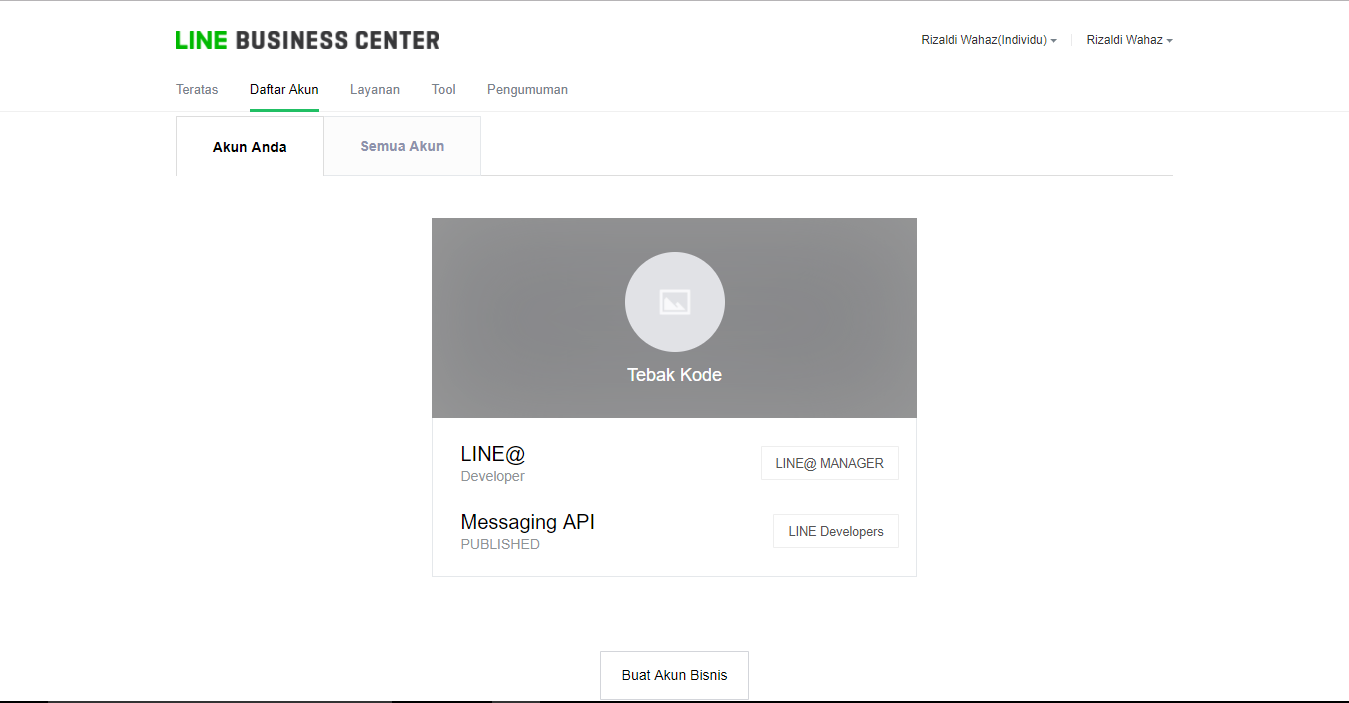 LINE BUSINESS CENTER
Rizaldi Wahaz(Individu)
Rizaldi Wahaz
Teratas
Daftar Akun
Layanan
Tool
Pengumuman
Akun Anda
Semua Akun
Tebak Kode
LINE@
Developer
LINE@ MANAGER
Messaging API
PUBLISHED
LINE Developers
Buat Akun Bisnis